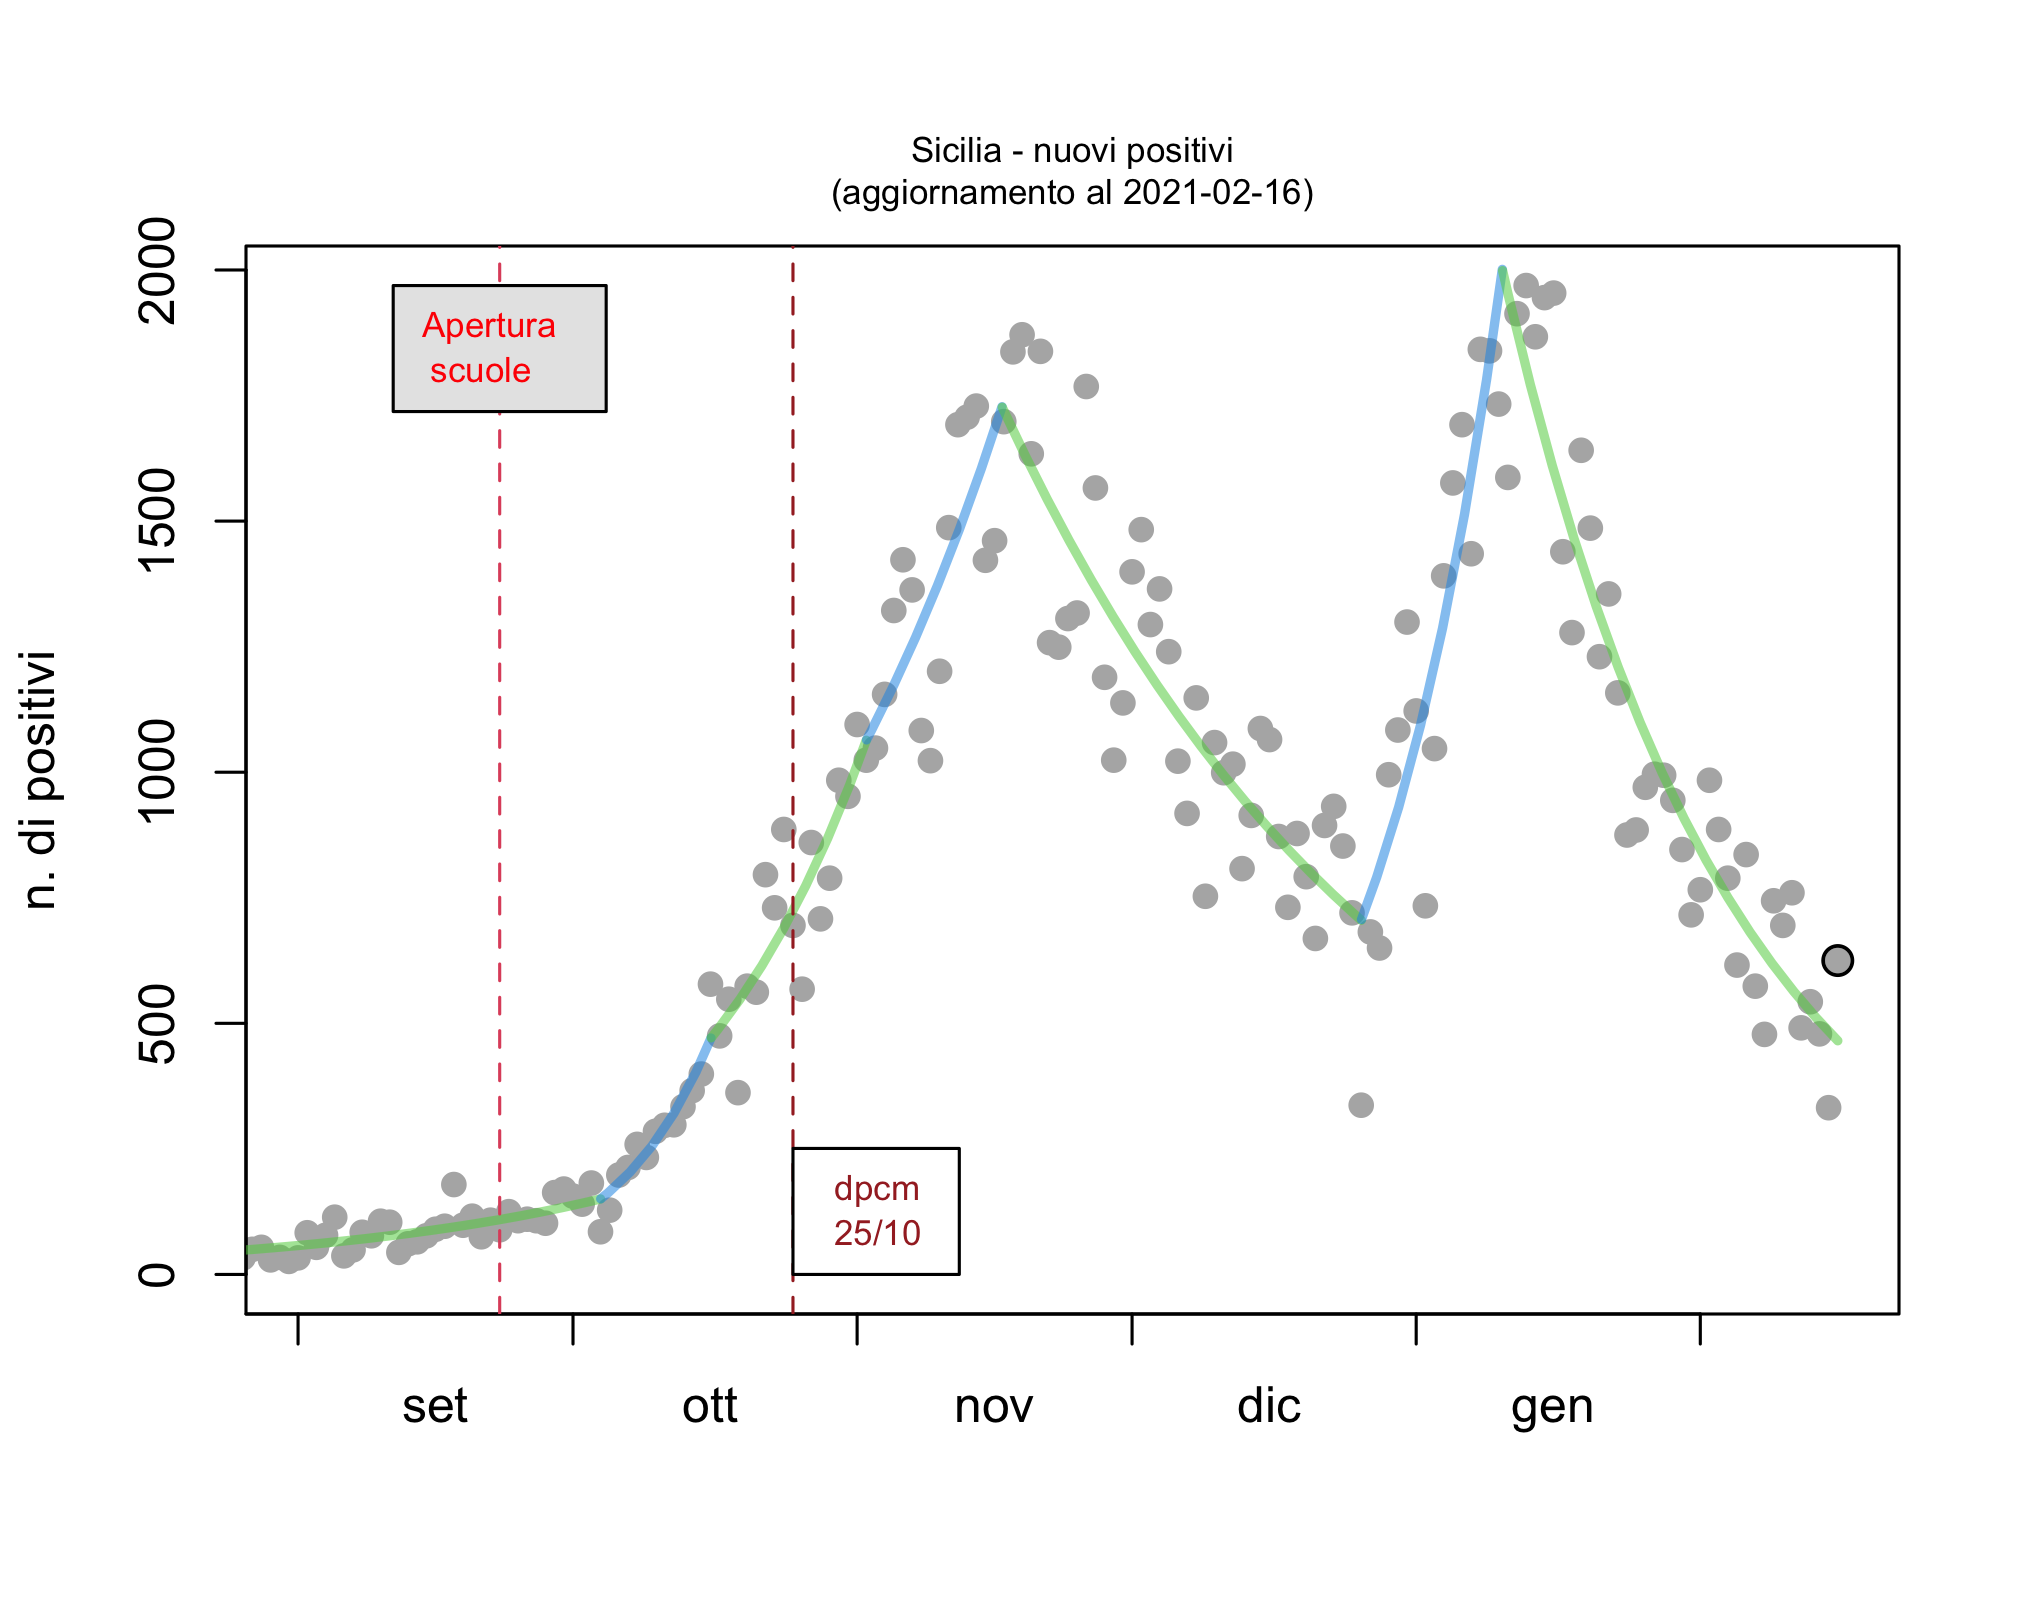 Sicilia - nuovi positivi
(aggiornamento al 2021-02-16)
n. di positivi
2000
1500
1000
500
0
Apertura
scuole
dpcm
25/10
set
ott
nov
dic
gen